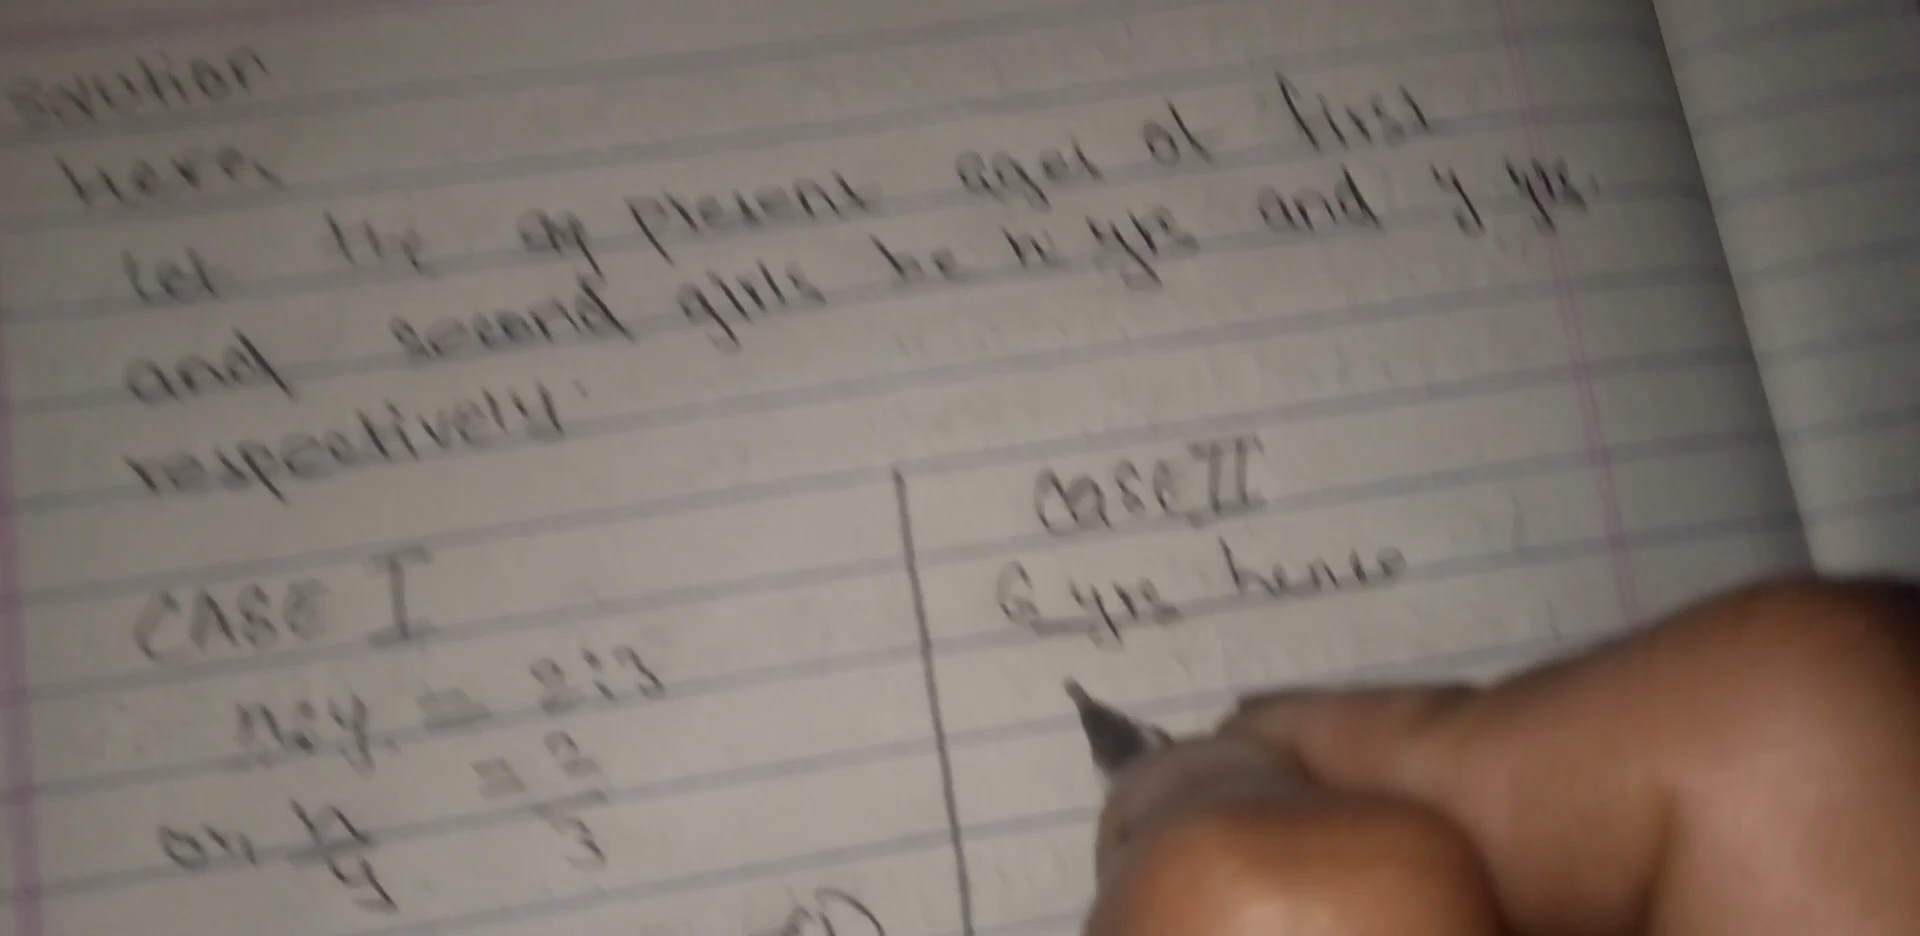 Solution
here,
Let the ag present ages of first
and second girls be x yrs and y yrs.
respectively.
CASE I
x:y = 2:3
or, x/y = 2/3
Case II
6 yrs hence